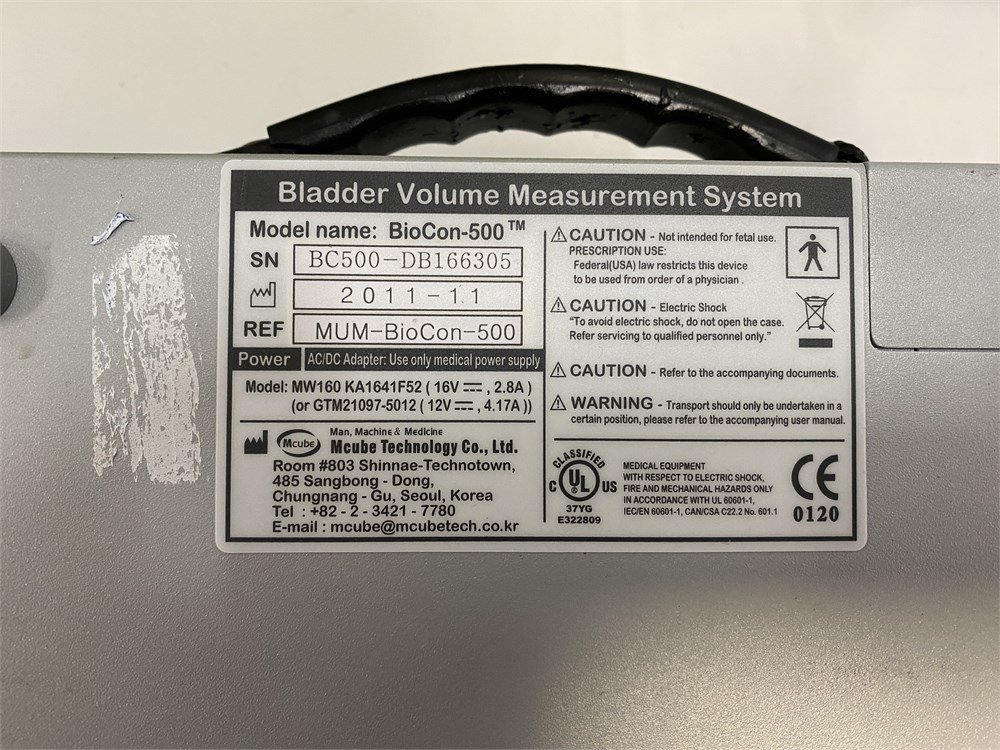 Bladder Volume Measurement System
Model name: BioCon-500™
SN BC500-DB166305
2011-11
REF MUM-BioCon-500
Power AC/DC Adapter: Use only medical power supply
Model: MW160 KA1641F52 ( 16V ⎓, 2.8A )
(or GTM21097-5012 ( 12V ⎓, 4.17A ))
Mcube
Man, Machine & Medicine
Mcube Technology Co., Ltd.
Room #803 Shinnae-Technotown,
485 Sangbong - Dong,
Chungnang - Gu, Seoul, Korea
Tel : +82 - 2 - 3421 - 7780
E-mail : mcube@mcubetech.co.kr
CAUTION - Not intended for fetal use.
PRESCRIPTION USE:
Federal(USA) law restricts this device
to be used from order of a physician .
CAUTION - Electric Shock
"To avoid electric shock, do not open the case.
Refer servicing to qualified personnel only."
CAUTION - Refer to the accompanying documents.
WARNING - Transport should only be undertaken in a
certain position, please refer to the accompanying user manual.
CLASSIFIED
C UL US
37YG
E322809
MEDICAL EQUIPMENT
WITH RESPECT TO ELECTRIC SHOCK,
FIRE AND MECHANICAL HAZARDS ONLY
IN ACCORDANCE WITH UL 60601-1,
IEC/EN 60601-1, CAN/CSA C22.2 No. 601.1
CE
0120